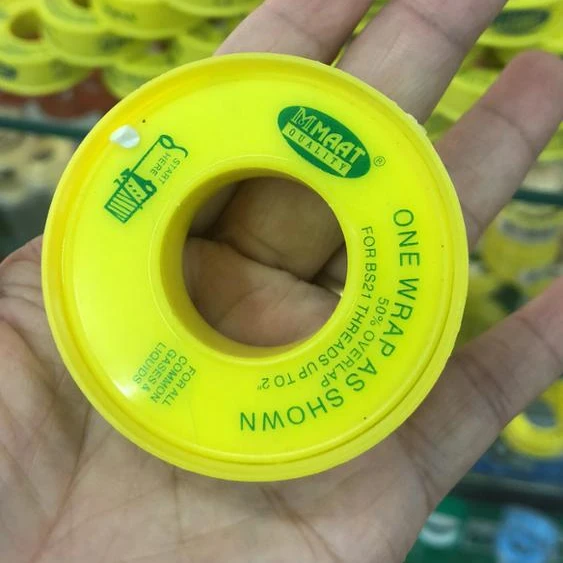 MMAAT
QUALITY
®
START
HERE
ONE WRAP AS SHOWN
50% OVERLAP
FOR BS21 THREADS UP TO 2"
FOR ALL
COMMON
GASES &
LIQUIDS